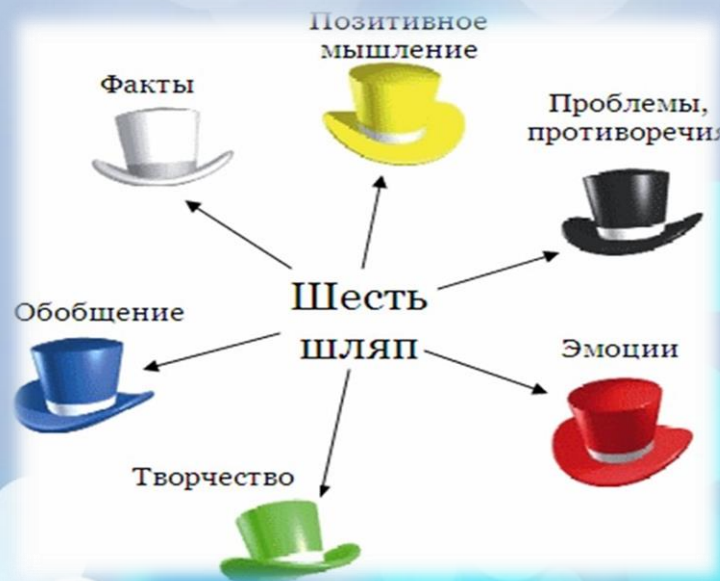 Позитивное
мышление
Факты
Проблемы,
противоречия
Шесть
шляп
Обобщение
Эмоции
Творчество